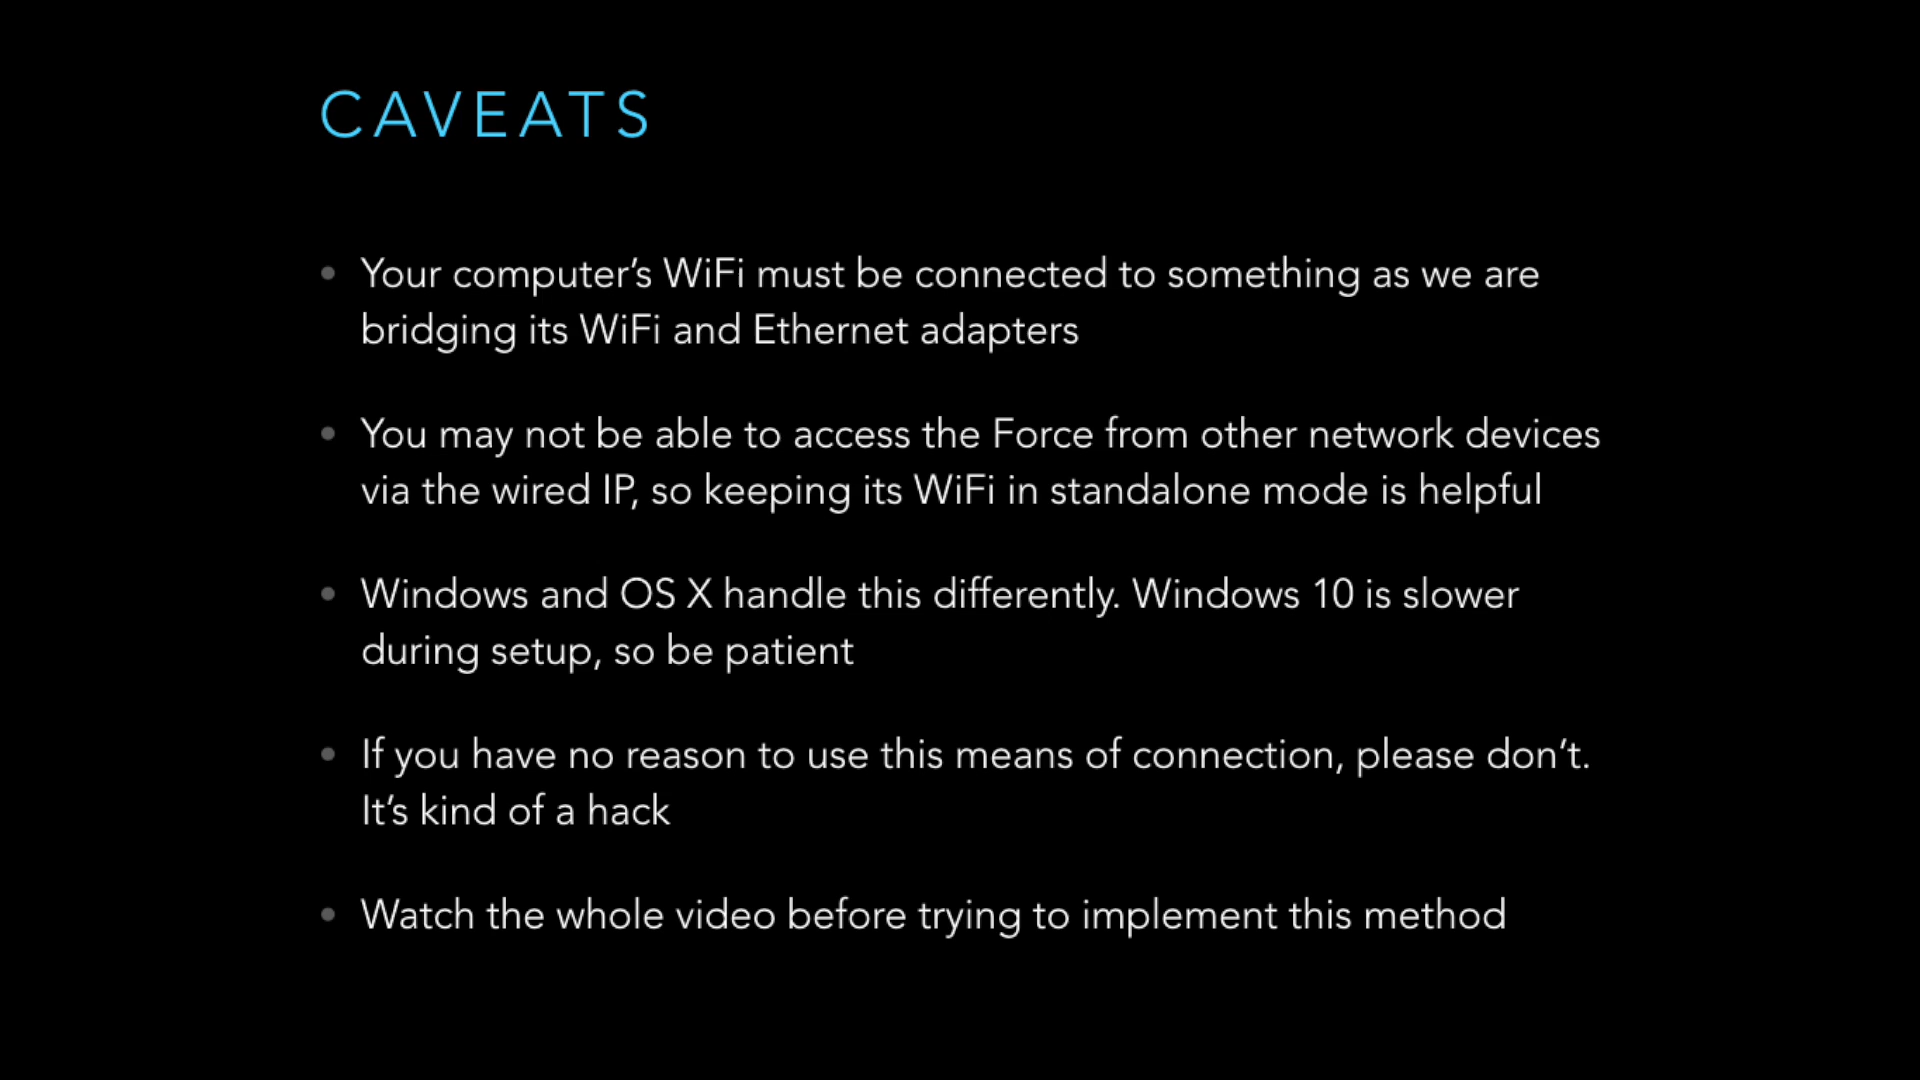 CAVEATS
• Your computer’s WiFi must be connected to something as we are
bridging its WiFi and Ethernet adapters
• You may not be able to access the Force from other network devices
via the wired IP, so keeping its WiFi in standalone mode is helpful
• Windows and OS X handle this differently. Windows 10 is slower
during setup, so be patient
• If you have no reason to use this means of connection, please don’t.
It’s kind of a hack
• Watch the whole video before trying to implement this method